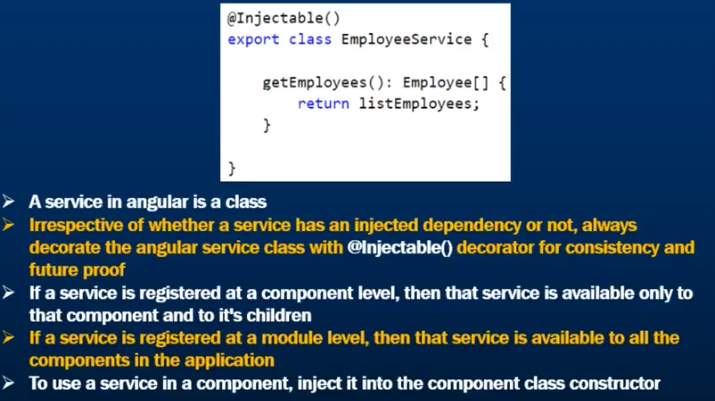 @Injectable()
export class EmployeeService {
getEmployees(): Employee[] {
return listEmployees;
}
}
A service in angular is a class
Irrespective of whether a service has an injected dependency or not, always
decorate the angular service class with @Injectable() decorator for consistency and
future proof
If a service is registered at a component level, then that service is available only to
that component and to it's children
If a service is registered at a module level, then that service is available to all the
components in the application
To use a service in a component, inject it into the component class constructor